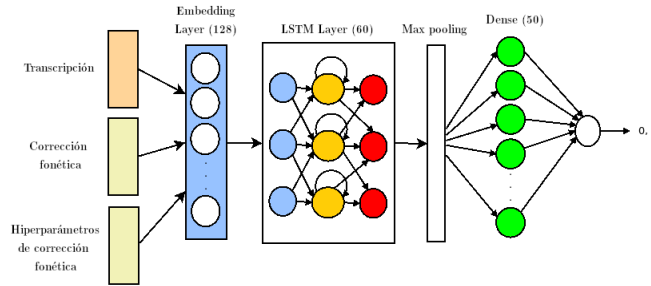 Embedding
Layer (128)
LSTM Layer (60)
Max pooling
Dense (50)
Transcripción
Corrección
fonética
Hiperparámetros
de corrección
fonética
0,